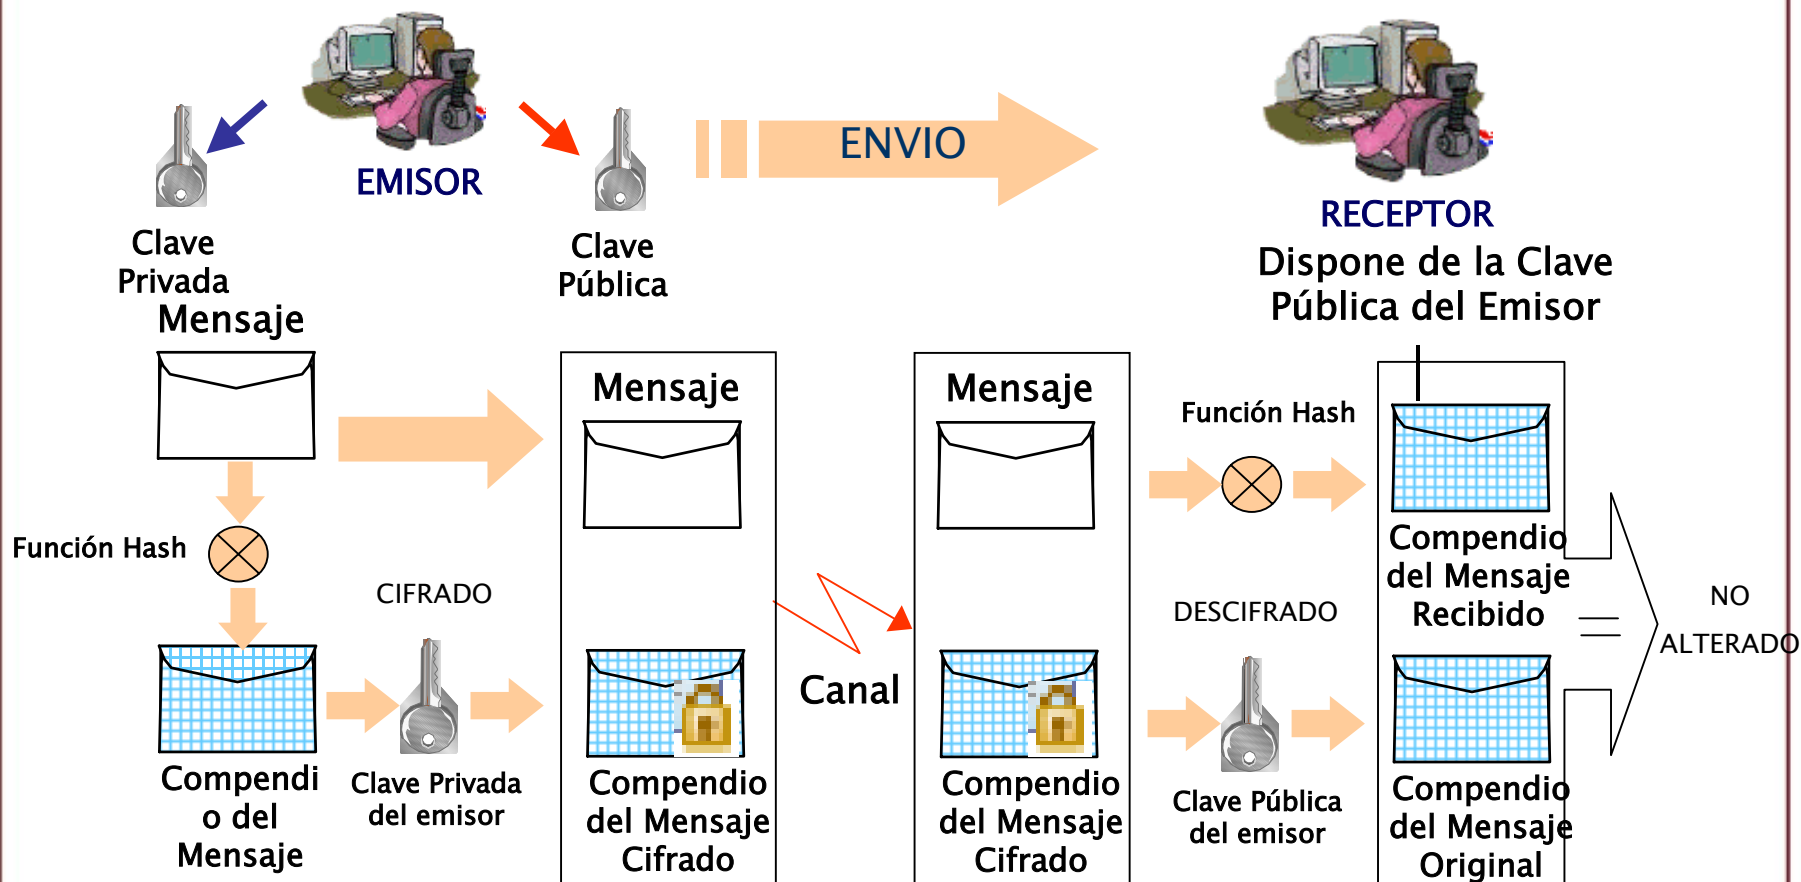 EMISOR
ENVIO
RECEPTOR
Clave
Privada
Clave
Pública
Dispone de la Clave
Pública del Emisor
Mensaje
Mensaje
Mensaje
Función Hash
Función Hash
CIFRADO
Canal
DESCIFRADO
Compendio
del Mensaje
Recibido
=
NO
ALTERADO
Compendi
o del
Mensaje
Clave Privada
del emisor
Compendio
del Mensaje
Cifrado
Compendio
del Mensaje
Cifrado
Clave Pública
del emisor
Compendio
del Mensaje
Original